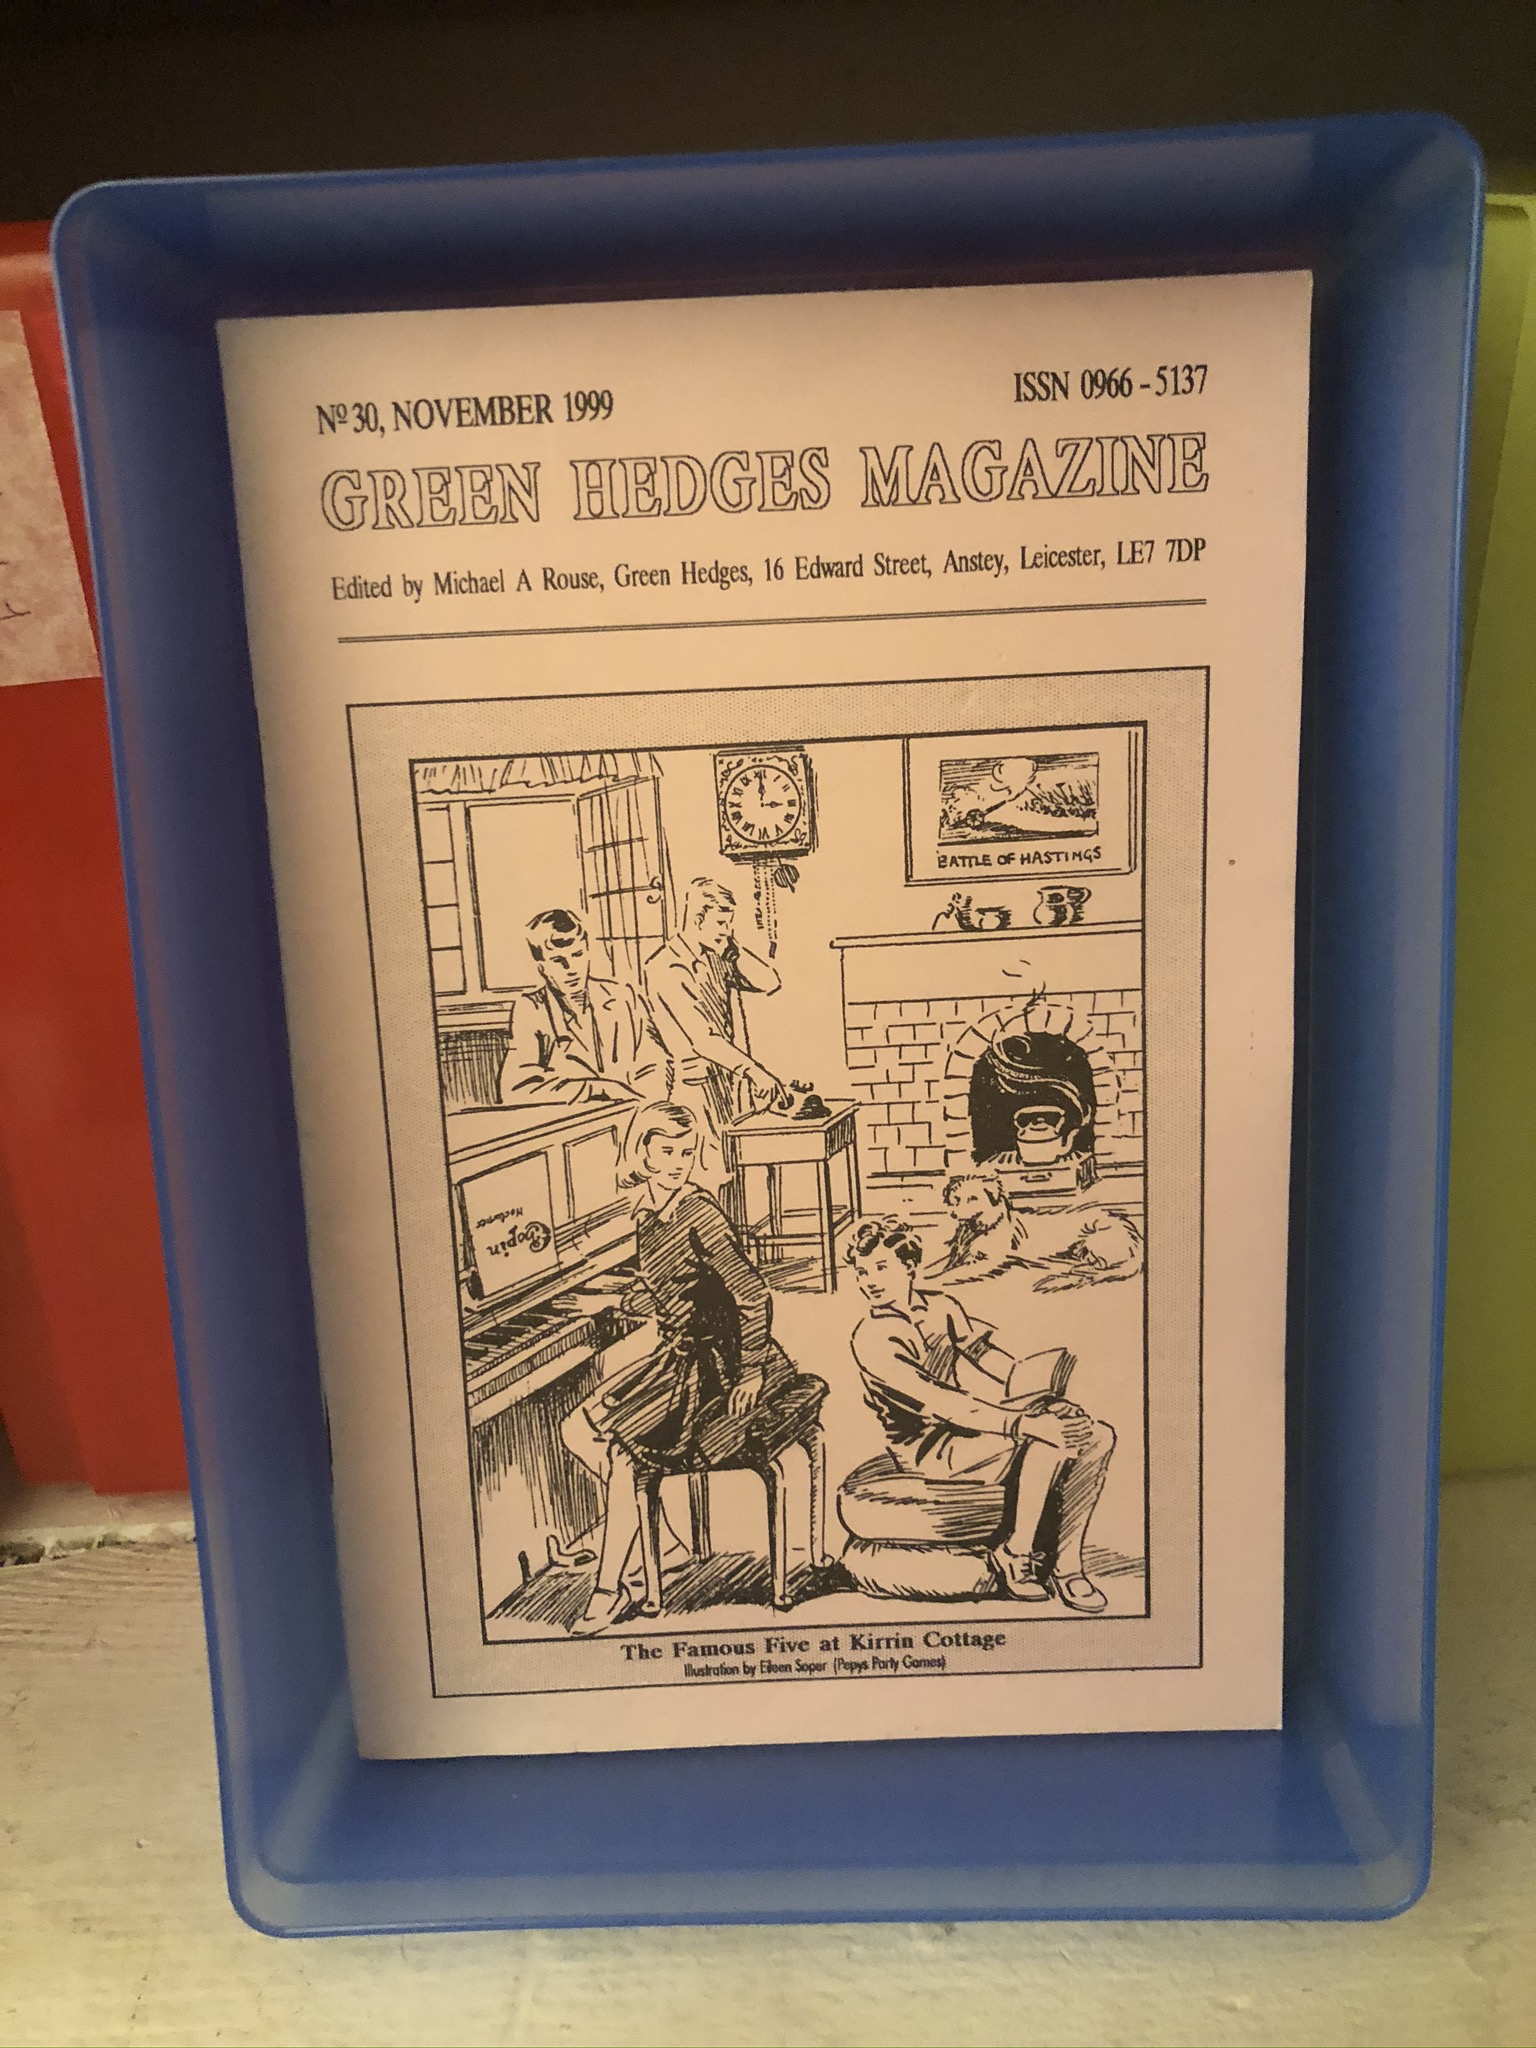 Nº 30, NOVEMBER 1999
ISSN 0966-5137
GREEN HEDGES MAGAZINE
Edited by Michael A Rouse, Green Hedges, 16 Edward Street, Anstey, Leicester, LE7 7DP
BATTLE OF HASTINGS
Chopin
Nocturnes
The Famous Five at Kirrin Cottage
Illustration by Eileen Soper (Pepys Party Games)